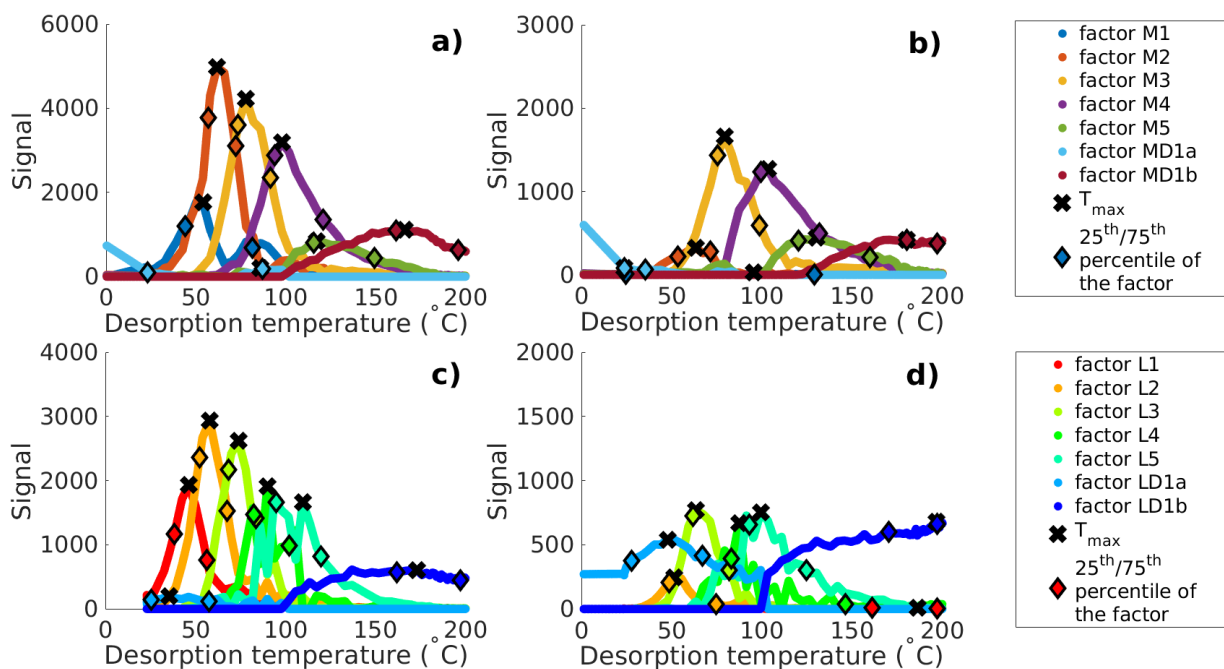 a)
6000
4000
2000
0
Signal
0
50
100
150
200
Desorption temperature (°C)
b)
3000
2000
1000
0
Signal
0
50
100
150
200
Desorption temperature (°C)
factor M1
factor M2
factor M3
factor M4
factor M5
factor MD1a
factor MD1b
Tmax
25th/75th
percentile of
the factor
c)
4000
3000
2000
1000
0
Signal
0
50
100
150
200
Desorption temperature (°C)
d)
2000
1500
1000
500
0
Signal
0
50
100
150
200
Desorption temperature (°C)
factor L1
factor L2
factor L3
factor L4
factor L5
factor LD1a
factor LD1b
Tmax
25th/75th
percentile of
the factor